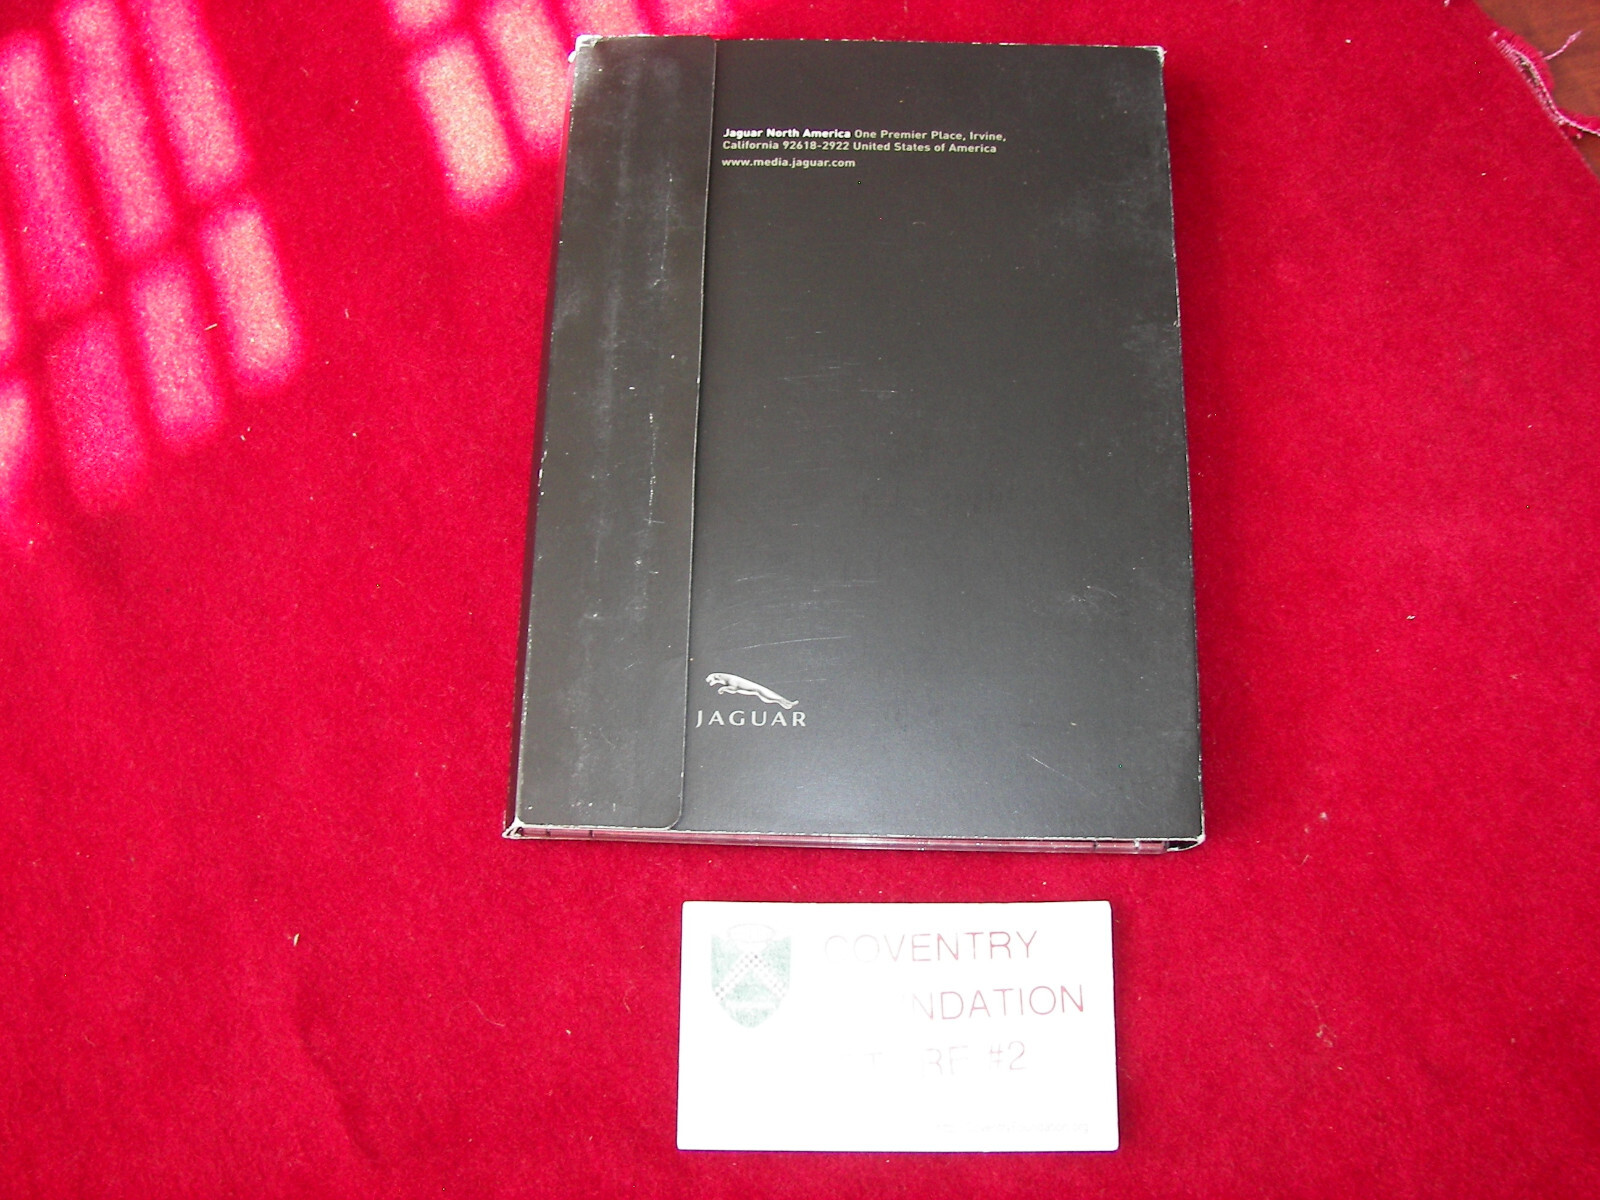 Jaguar North America One Premier Place, Irvine,
California 92618-2922 United States of America
www.media.jaguar.com
JAGUAR
COVENTRY
#2